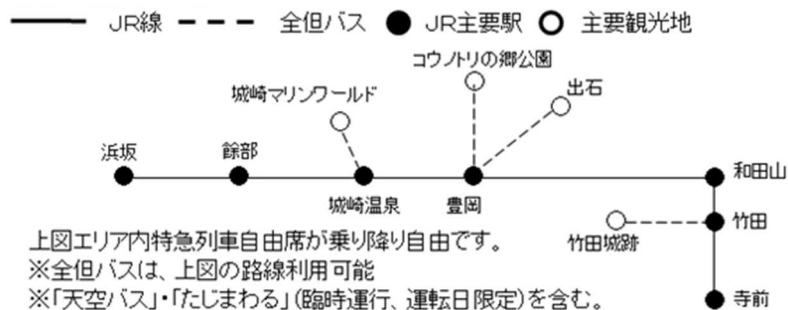 JR線 全但バス JR主要駅 主要観光地
コウノトリの郷公園
出石
城崎マリンワールド
浜坂
餘部
城崎温泉
豊岡
和田山
竹田
竹田城跡
寺前
上図エリア内特急列車自由席が乗り降り自由です。
※全但バスは、上図の路線利用可能
※「天空バス」・「たじまわる」(臨時運行、運転日限定)を含む。